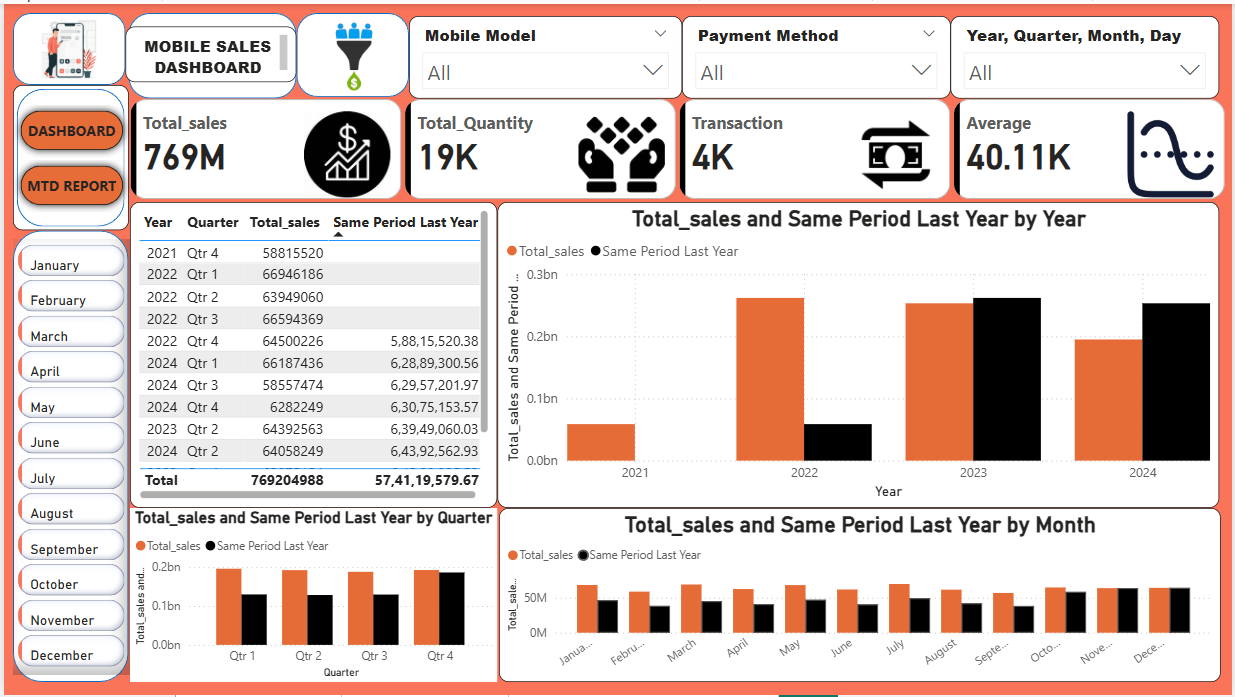 MOBILE SALES
DASHBOARD
Mobile Model
All
Payment Method
All
Year, Quarter, Month, Day
All
DASHBOARD
MTD REPORT
Total_sales
769M
Total_Quantity
19K
Transaction
4K
Average
40.11K
January
February
March
April
May
June
July
August
September
October
November
December
Year Quarter Total_sales Same Period Last Year
2021 Qtr 4 58815520
2022 Qtr 1 66946186
2022 Qtr 2 63949060
2022 Qtr 3 66594369
2022 Qtr 4 64500226 5,88,15,520.38
2024 Qtr 1 66187436 6,28,89,300.56
2024 Qtr 3 58557474 6,29,57,201.97
2024 Qtr 4 6282249 6,30,75,153.57
2023 Qtr 2 64392563 6,39,49,060.03
2024 Qtr 2 64058249 6,43,92,562.93
Total 769204988 57,41,19,579.67
Total_sales and Same Period Last Year by Year
Total_sales Same Period Last Year
Total_sales and Same Period ...
0.3bn
0.2bn
0.1bn
0.0bn
2021 2022 2023 2024
Year
Total_sales and Same Period Last Year by Quarter
Total_sales Same Period Last Year
Total_sales and...
0.2bn
0.1bn
0.0bn
Qtr 1 Qtr 2 Qtr 3 Qtr 4
Quarter
Total_sales and Same Period Last Year by Month
Total_sales Same Period Last Year
Total_sale...
50M
0M
Janua... Febru... March April May June July August Septe... Octo... Nove... Dece...